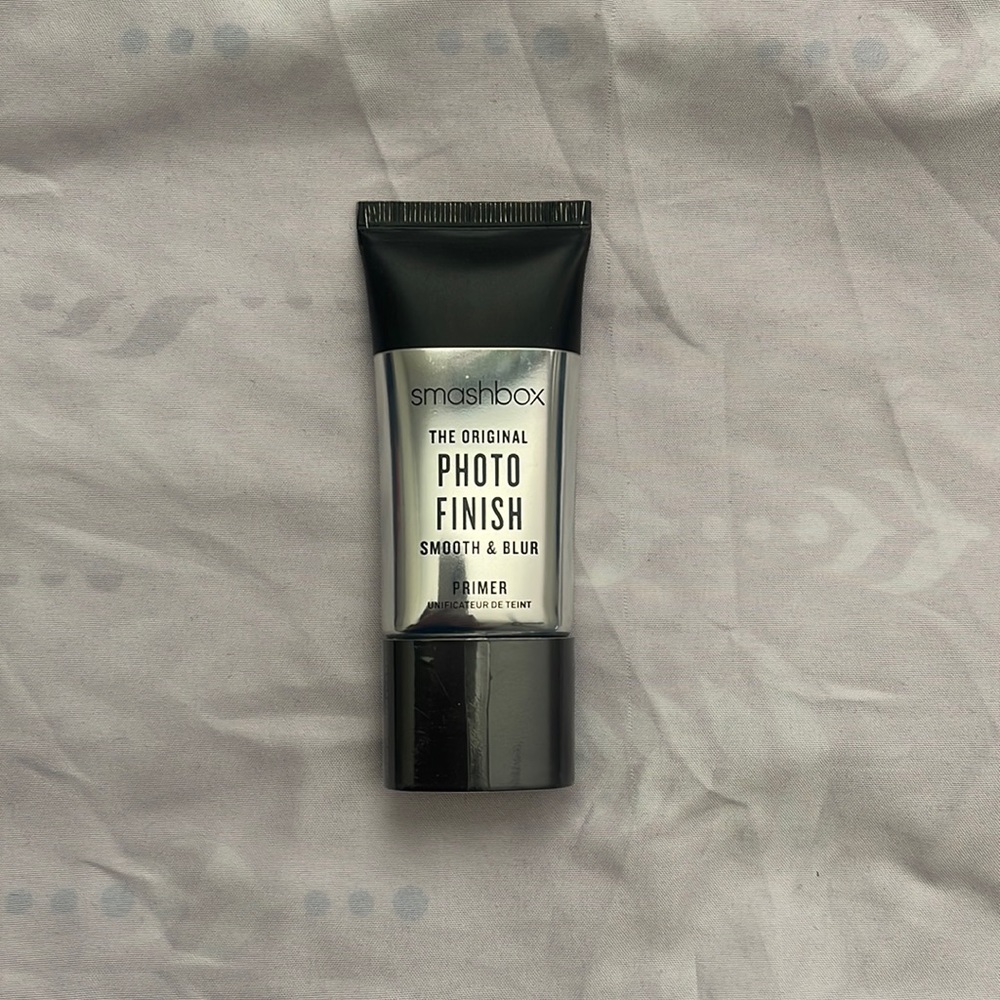 smashbox
THE ORIGINAL
PHOTO
FINISH
SMOOTH & BLUR
PRIMER
UNIFICATEUR DE TEINT